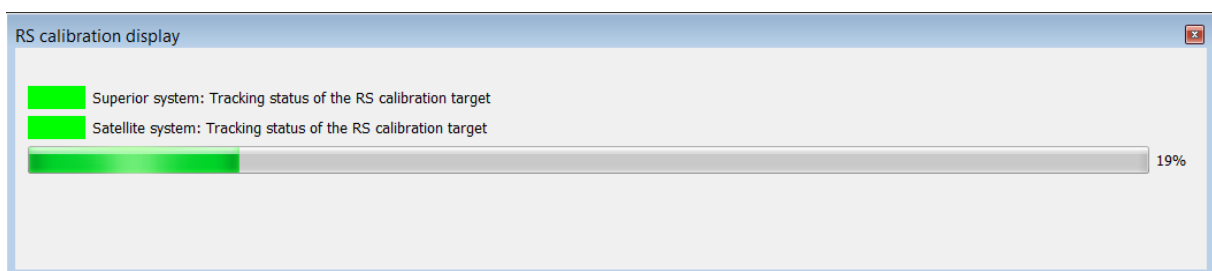 RS calibration display
Superior system: Tracking status of the RS calibration target
Satellite system: Tracking status of the RS calibration target
19%